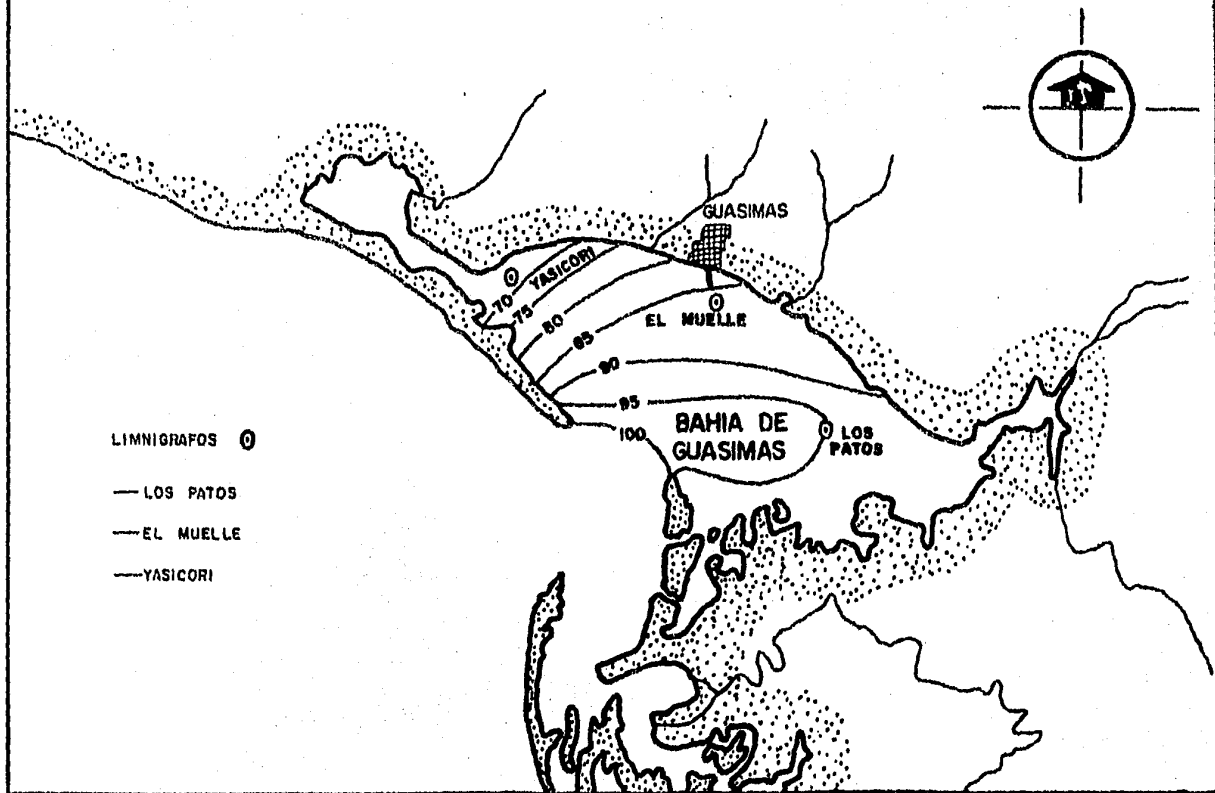 GUASIMAS
YASICORI
70
75
80
85
90
95
100
EL MUELLE
BAHIA DE
GUASIMAS
LOS
PATOS
LIMNIGRAFOS
LOS PATOS
EL MUELLE
YASICORI